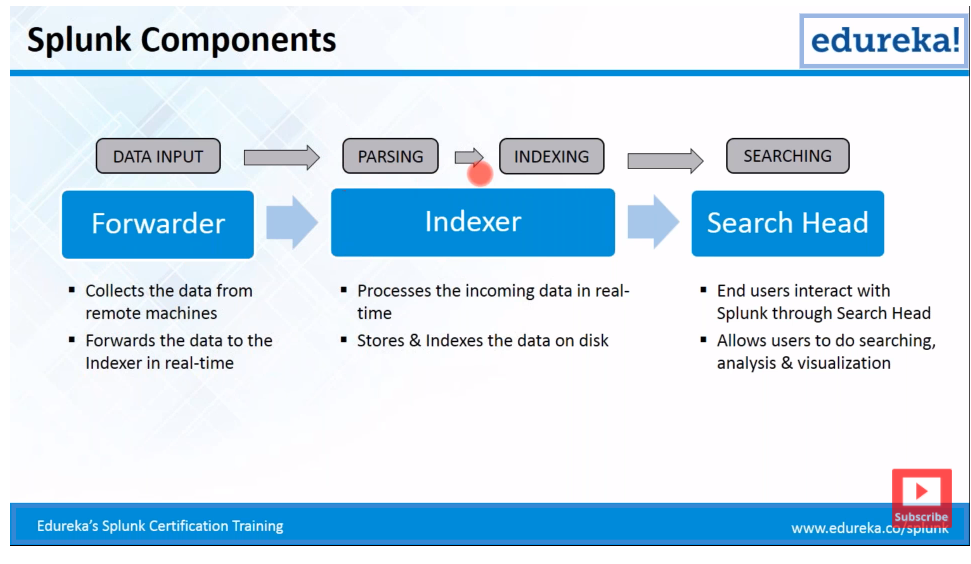 Splunk Components
edureka!
DATA INPUT
PARSING
INDEXING
SEARCHING
Forwarder
Indexer
Search Head
▪ Collects the data from
remote machines
▪ Forwards the data to the
Indexer in real-time
▪ Processes the incoming data in real-
time
▪ Stores & Indexes the data on disk
▪ End users interact with
Splunk through Search Head
▪ Allows users to do searching,
analysis & visualization
Subscribe
Edureka's Splunk Certification Training
www.edureka.co/splunk